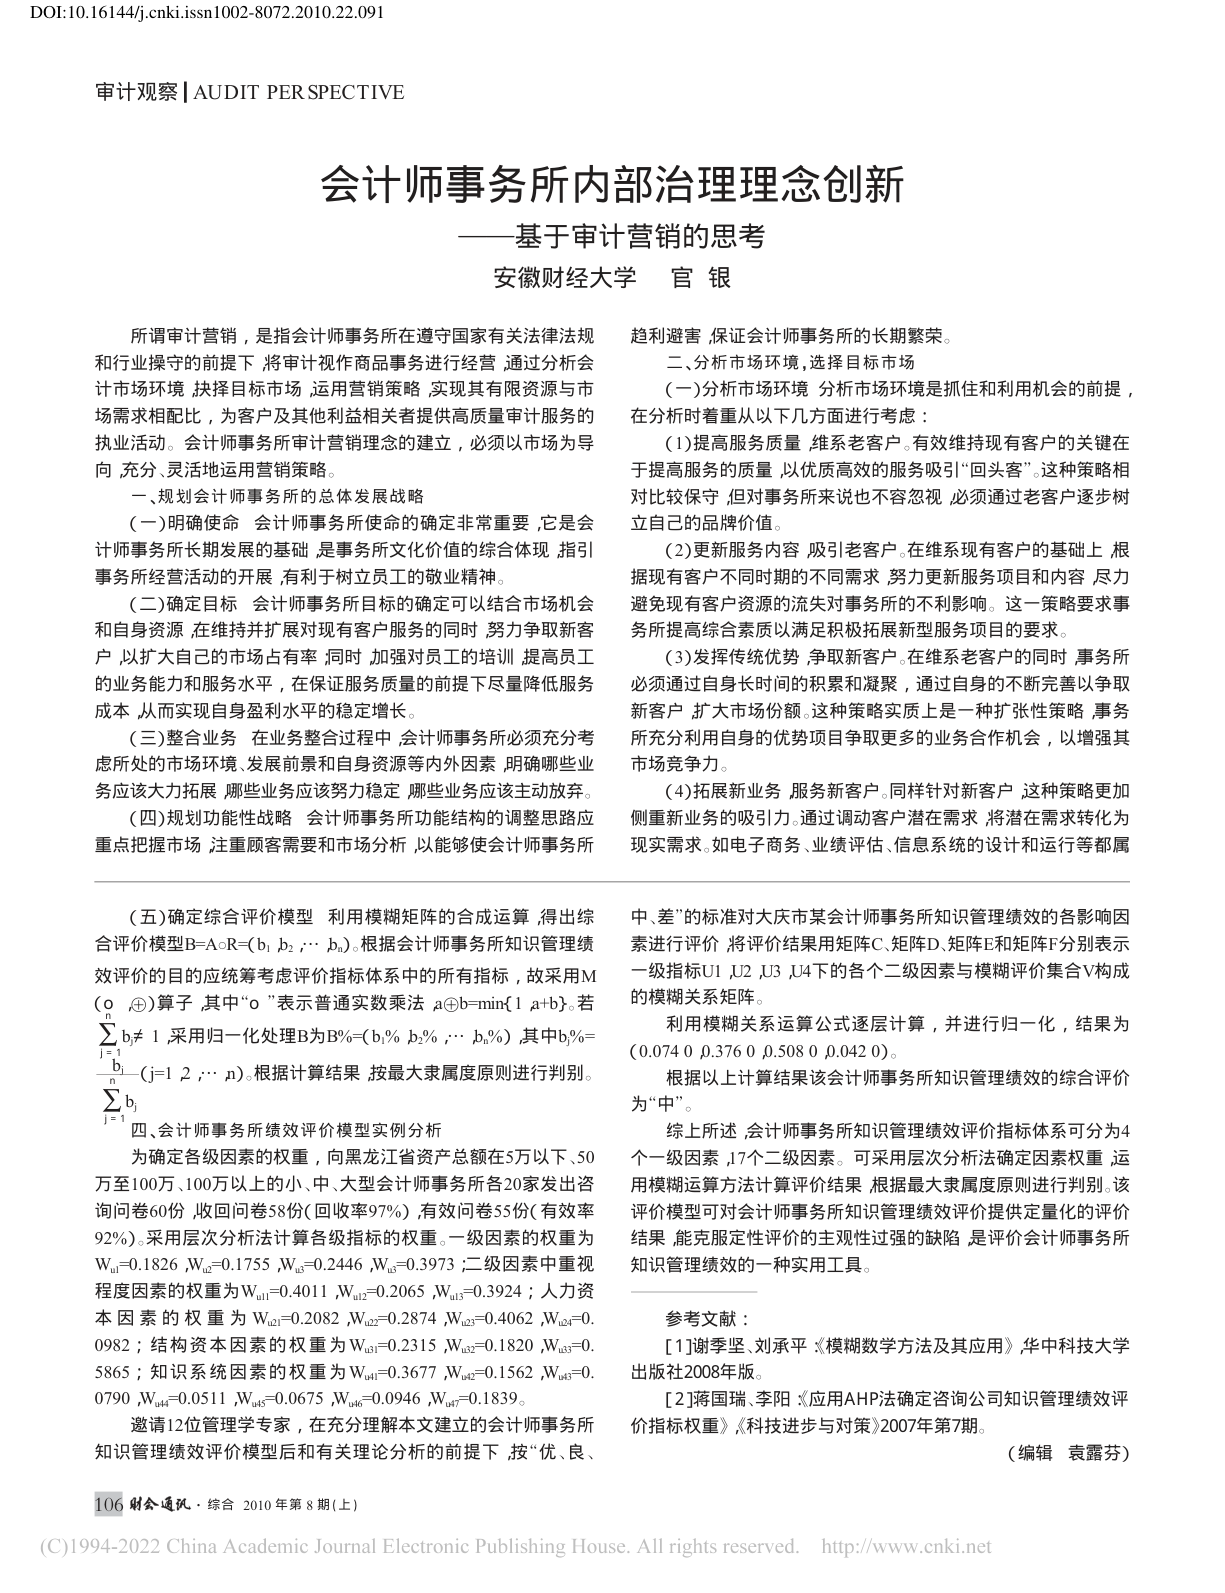 DOI:10.16144/j.cnki.issn1002-8072.2010.22.091
审计观察 | AUDIT PERSPECTIVE
会计师事务所内部治理理念创新
——基于审计营销的思考
安徽财经大学 官 银
所谓审计营销，是指会计师事务所在遵守国家有关法律法规
和行业操守的前提下，将审计视作商品事务进行经营，通过分析会
计市场环境，抉择目标市场，运用营销策略，实现其有限资源与市
场需求相配比，为客户及其他利益相关者提供高质量审计服务的
执业活动。会计师事务所审计营销理念的建立，必须以市场为导
向，充分、灵活地运用营销策略。
一、规划会计师事务所的总体发展战略
（一）明确使命 会计师事务所使命的确定非常重要，它是会
计师事务所长期发展的基础，是事务所文化价值的综合体现，指引
事务所经营活动的开展，有利于树立员工的敬业精神。
（二）确定目标 会计师事务所目标的确定可以结合市场机会
和自身资源，在维持并扩展对现有客户服务的同时，努力争取新客
户，以扩大自己的市场占有率；同时，加强对员工的培训，提高员工
的业务能力和服务水平，在保证服务质量的前提下尽量降低服务
成本，从而实现自身盈利水平的稳定增长。
（三）整合业务 在业务整合过程中，会计师事务所必须充分考
虑所处的市场环境、发展前景和自身资源等内外因素，明确哪些业
务应该大力拓展，哪些业务应该努力稳定，哪些业务应该主动放弃。
（四）规划功能性战略 会计师事务所功能结构的调整思路应
重点把握市场，注重顾客需要和市场分析，以能够使会计师事务所
趋利避害，保证会计师事务所的长期繁荣。
二、分析市场环境，选择目标市场
（一）分析市场环境 分析市场环境是抓住和利用机会的前提，
在分析时着重从以下几方面进行考虑：
（1）提高服务质量，维系老客户。有效维持现有客户的关键在
于提高服务的质量，以优质高效的服务吸引“回头客”。这种策略相
对比较保守，但对事务所来说也不容忽视，必须通过老客户逐步树
立自己的品牌价值。
（2）更新服务内容，吸引老客户。在维系现有客户的基础上，根
据现有客户不同时期的不同需求，努力更新服务项目和内容，尽力
避免现有客户资源的流失对事务所的不利影响。这一策略要求事
务所提高综合素质以满足积极拓展新型服务项目的要求。
（3）发挥传统优势，争取新客户。在维系老客户的同时，事务所
必须通过自身长时间的积累和凝聚，通过自身的不断完善以争取
新客户，扩大市场份额。这种策略实质上是一种扩张性策略，事务
所充分利用自身的优势项目争取更多的业务合作机会，以增强其
市场竞争力。
（4）拓展新业务，服务新客户。同样针对新客户，这种策略更加
侧重新业务的吸引力。通过调动客户潜在需求，将潜在需求转化为
现实需求。如电子商务、业绩评估、信息系统的设计和运行等都属
（五）确定综合评价模型 利用模糊矩阵的合成运算，得出综
合评价模型B=A○R=（b1，b2，…，bn）。根据会计师事务所知识管理绩
效评价的目的应统筹考虑评价指标体系中的所有指标，故采用M
（o，⊕）算子，其中“o”表示普通实数乘法，a⊕b=min{1，a+b}。若
n∑j=1 bj≠1，采用归一化处理B为B%=（b1%，b2%，…，bn%），其中bj%=
bj / n∑j=1 bj （j=1，2，…，n）。根据计算结果，按最大隶属度原则进行判别。
四、会计师事务所绩效评价模型实例分析
为确定各级因素的权重，向黑龙江省资产总额在5万以下、50
万至100万、100万以上的小、中、大型会计师事务所各20家发出咨
询问卷60份，收回问卷58份（回收率97%），有效问卷55份（有效率
92%）。采用层次分析法计算各级指标的权重。一级因素的权重为
Wu1=0.1826，Wu2=0.1755，Wu3=0.2446，Wu3=0.3973；二级因素中重视
程度因素的权重为Wu11=0.4011，Wu12=0.2065，Wu13=0.3924；人力资
本因素的权重为Wu21=0.2082，Wu22=0.2874，Wu23=0.4062，Wu24=0.
0982；结构资本因素的权重为Wu31=0.2315，Wu32=0.1820，Wu33=0.
5865；知识系统因素的权重为Wu41=0.3677，Wu42=0.1562，Wu43=0.
0790，Wu44=0.0511，Wu45=0.0675，Wu46=0.0946，Wu47=0.1839。
邀请12位管理学专家，在充分理解本文建立的会计师事务所
知识管理绩效评价模型后和有关理论分析的前提下，按“优、良、
中、差”的标准对大庆市某会计师事务所知识管理绩效的各影响因
素进行评价，将评价结果用矩阵C、矩阵D、矩阵E和矩阵F分别表示
一级指标U1，U2，U3，U4下的各个二级因素与模糊评价集合V构成
的模糊关系矩阵。
利用模糊关系运算公式逐层计算，并进行归一化，结果为
（0.074 0，0.376 0，0.508 0，0.042 0）。
根据以上计算结果该会计师事务所知识管理绩效的综合评价
为“中”。
综上所述，会计师事务所知识管理绩效评价指标体系可分为4
个一级因素，17个二级因素。可采用层次分析法确定因素权重，运
用模糊运算方法计算评价结果，根据最大隶属度原则进行判别。该
评价模型可对会计师事务所知识管理绩效评价提供定量化的评价
结果，能克服定性评价的主观性过强的缺陷，是评价会计师事务所
知识管理绩效的一种实用工具。
参考文献：
[1]谢季坚、刘承平：《模糊数学方法及其应用》，华中科技大学
出版社2008年版。
[2]蒋国瑞、李阳：《应用AHP法确定咨询公司知识管理绩效评
价指标权重》，《科技进步与对策》2007年第7期。
（编辑 袁露芬）
106 财会通讯·综合 2010年第8期（上）
(C)1994-2022 China Academic Journal Electronic Publishing House. All rights reserved. http://www.cnki.net